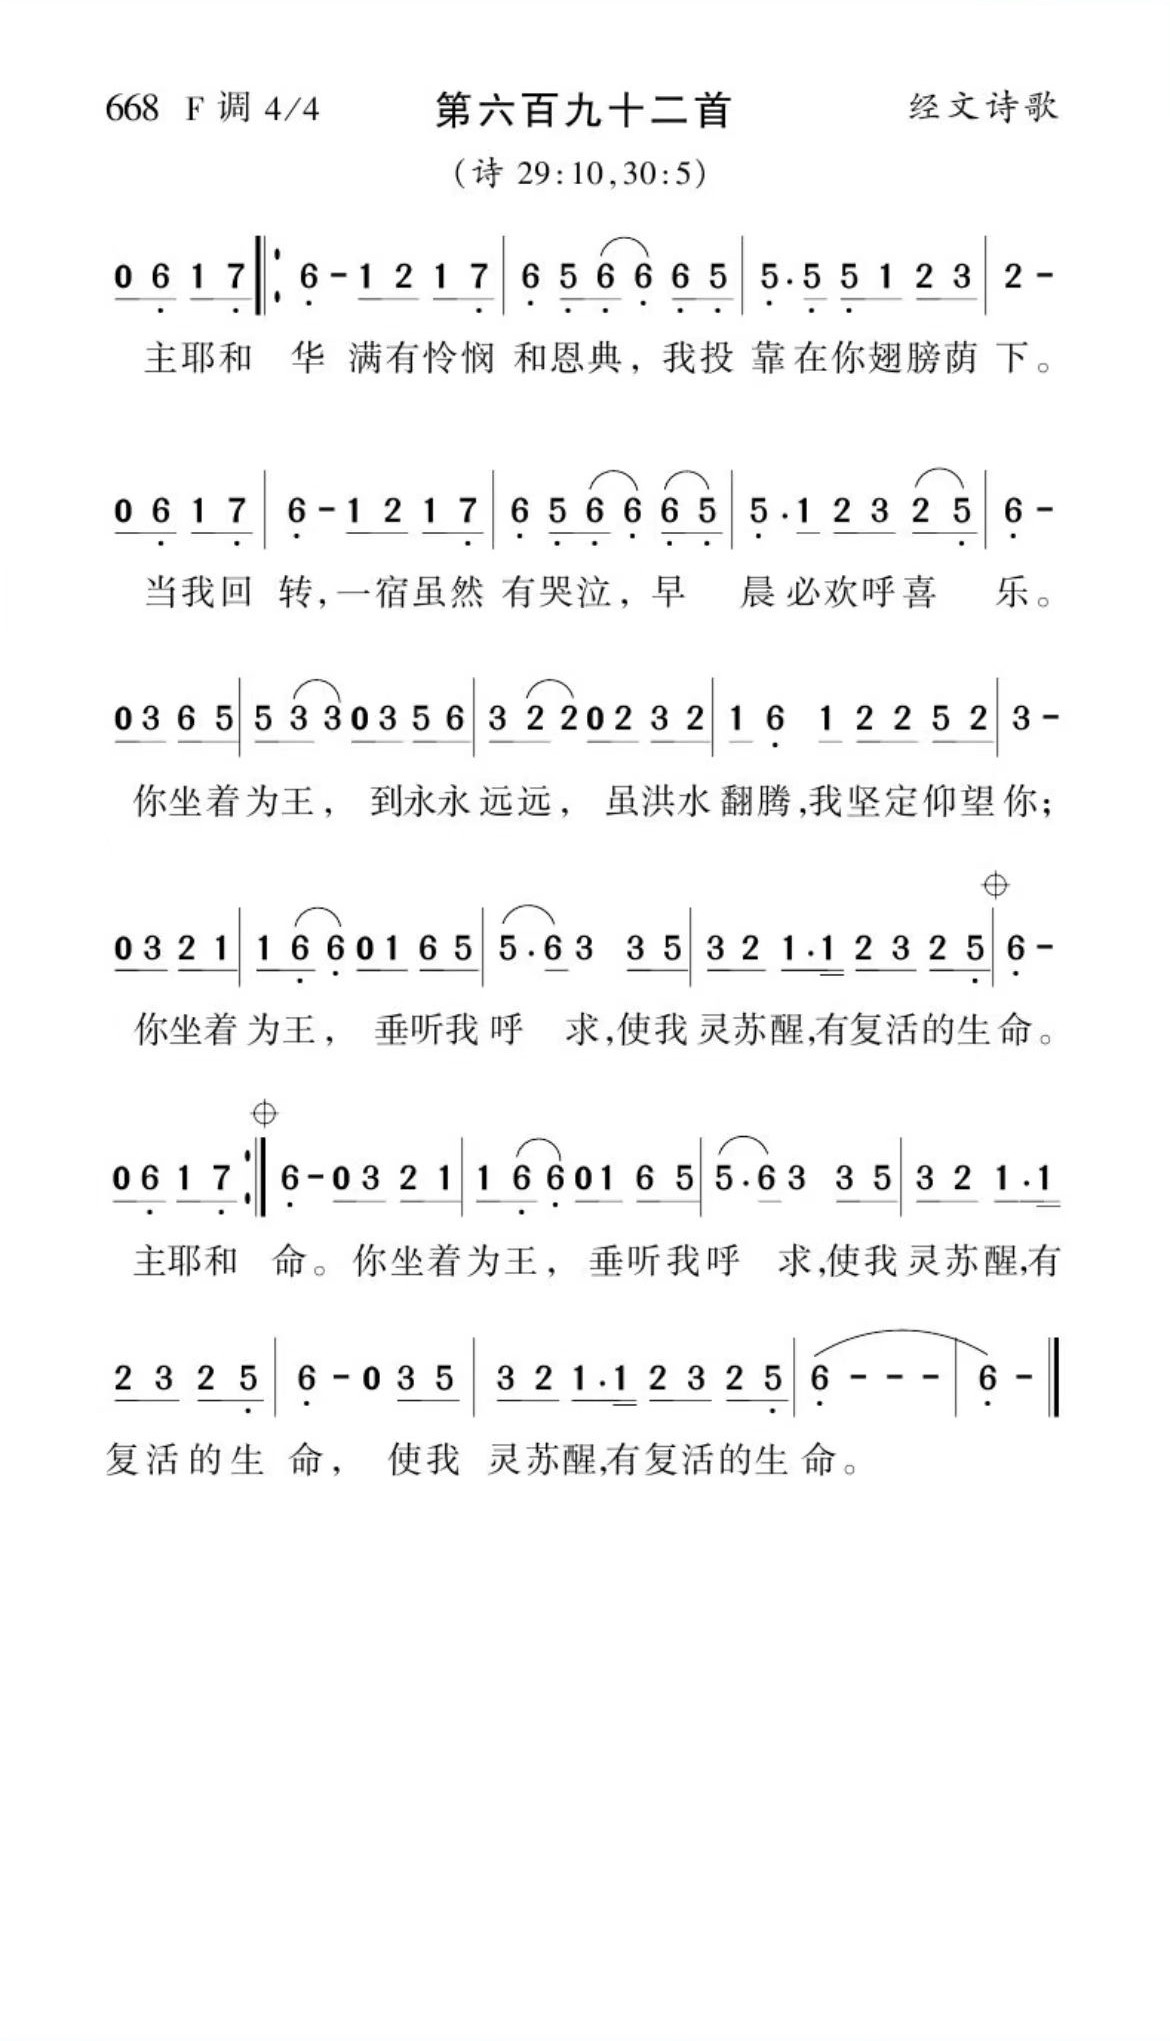 668 F 调 4/4 第六百九十二首 经文诗歌
(诗 29:10,30:5)
0 6 1 7 ‖: 6 - 1 2 1 7 | 6 5 6 6 6 5 | 5 . 5 5 1 2 3 | 2 -
主耶和 华 满有怜悯 和恩典，我投 靠在你翅膀荫 下。
0 6 1 7 | 6 - 1 2 1 7 | 6 5 6 6 6 5 | 5 . 1 2 3 2 5 | 6 -
当我回 转，一宿虽然 有哭泣，早 晨必欢呼喜 乐。
0 3 6 5 | 5 3 3 0 3 5 6 | 3 2 2 0 2 3 2 | 1 6 1 2 2 5 2 | 3 -
你坐着为王， 到永永远远， 虽洪水翻腾,我坚定仰望你；
0 3 2 1 | 1 6 6 0 1 6 5 | 5 . 6 3 3 5 | 3 2 1 . 1 2 3 2 5 | 6 -
你坐着为王， 垂听我呼 求,使我灵苏醒,有复活的生命。
0 6 1 7 :‖ 6 - 0 3 2 1 | 1 6 6 0 1 6 5 | 5 . 6 3 3 5 | 3 2 1 . 1
主耶和 命。你坐着为王， 垂听我呼 求,使我灵苏醒,有
2 3 2 5 | 6 - 0 3 5 | 3 2 1 . 1 2 3 2 5 | 6 - - - | 6 - ‖
复活的生 命， 使我 灵苏醒,有复活的生 命。